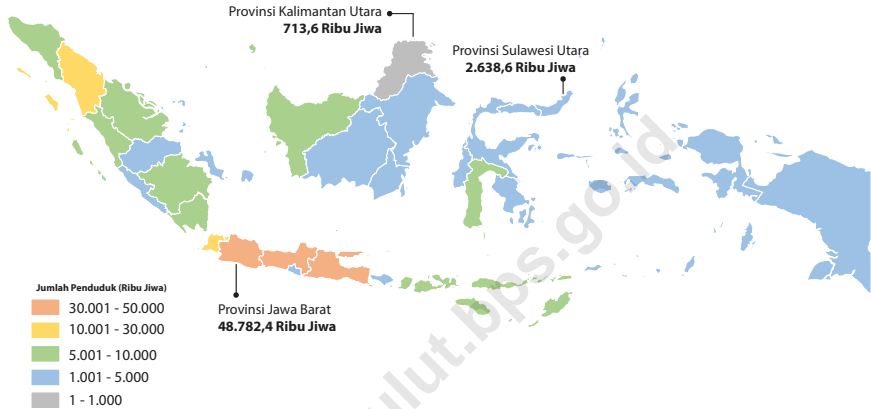 Provinsi Kalimantan Utara
713,6 Ribu Jiwa
Provinsi Sulawesi Utara
2.638,6 Ribu Jiwa
Provinsi Jawa Barat
48.782,4 Ribu Jiwa
Jumlah Penduduk (Ribu Jiwa)
30.001 - 50.000
10.001 - 30.000
5.001 - 10.000
1.001 - 5.000
1 - 1.000
ulut.bps.go.id